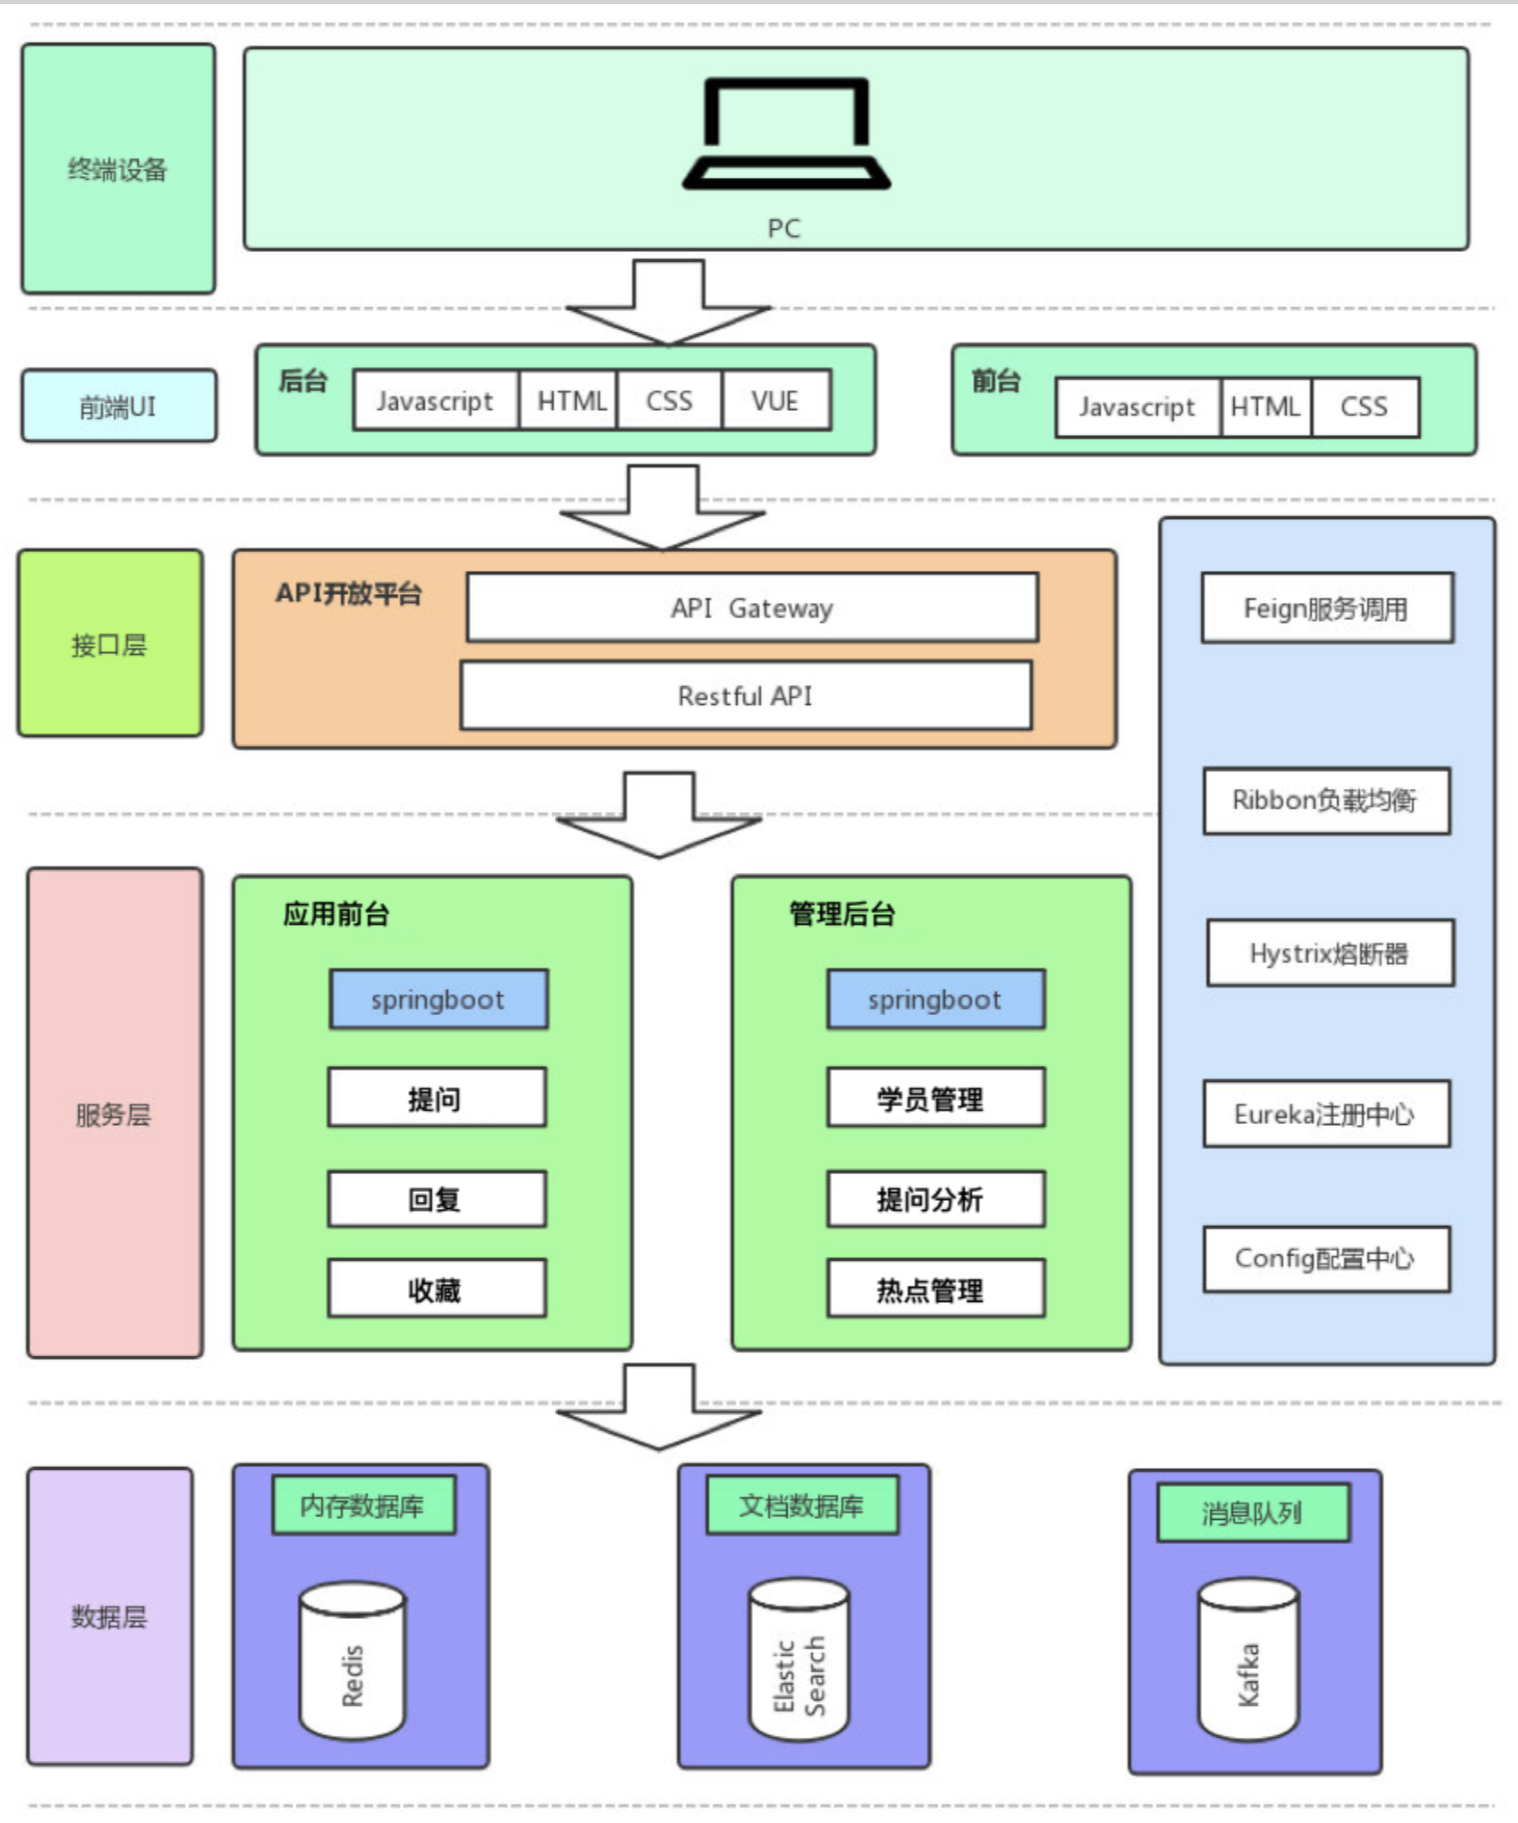 终端设备
PC
前端UI
后台
Javascript
HTML
CSS
VUE
前台
Javascript
HTML
CSS
接口层
API开放平台
API Gateway
Restful API
Feign服务调用
Ribbon负载均衡
Hystrix熔断器
Eureka注册中心
Config配置中心
服务层
应用前台
springboot
提问
回复
收藏
管理后台
springboot
学员管理
提问分析
热点管理
数据层
内存数据库
Redis
文档数据库
Elastic
Search
消息队列
Kafka